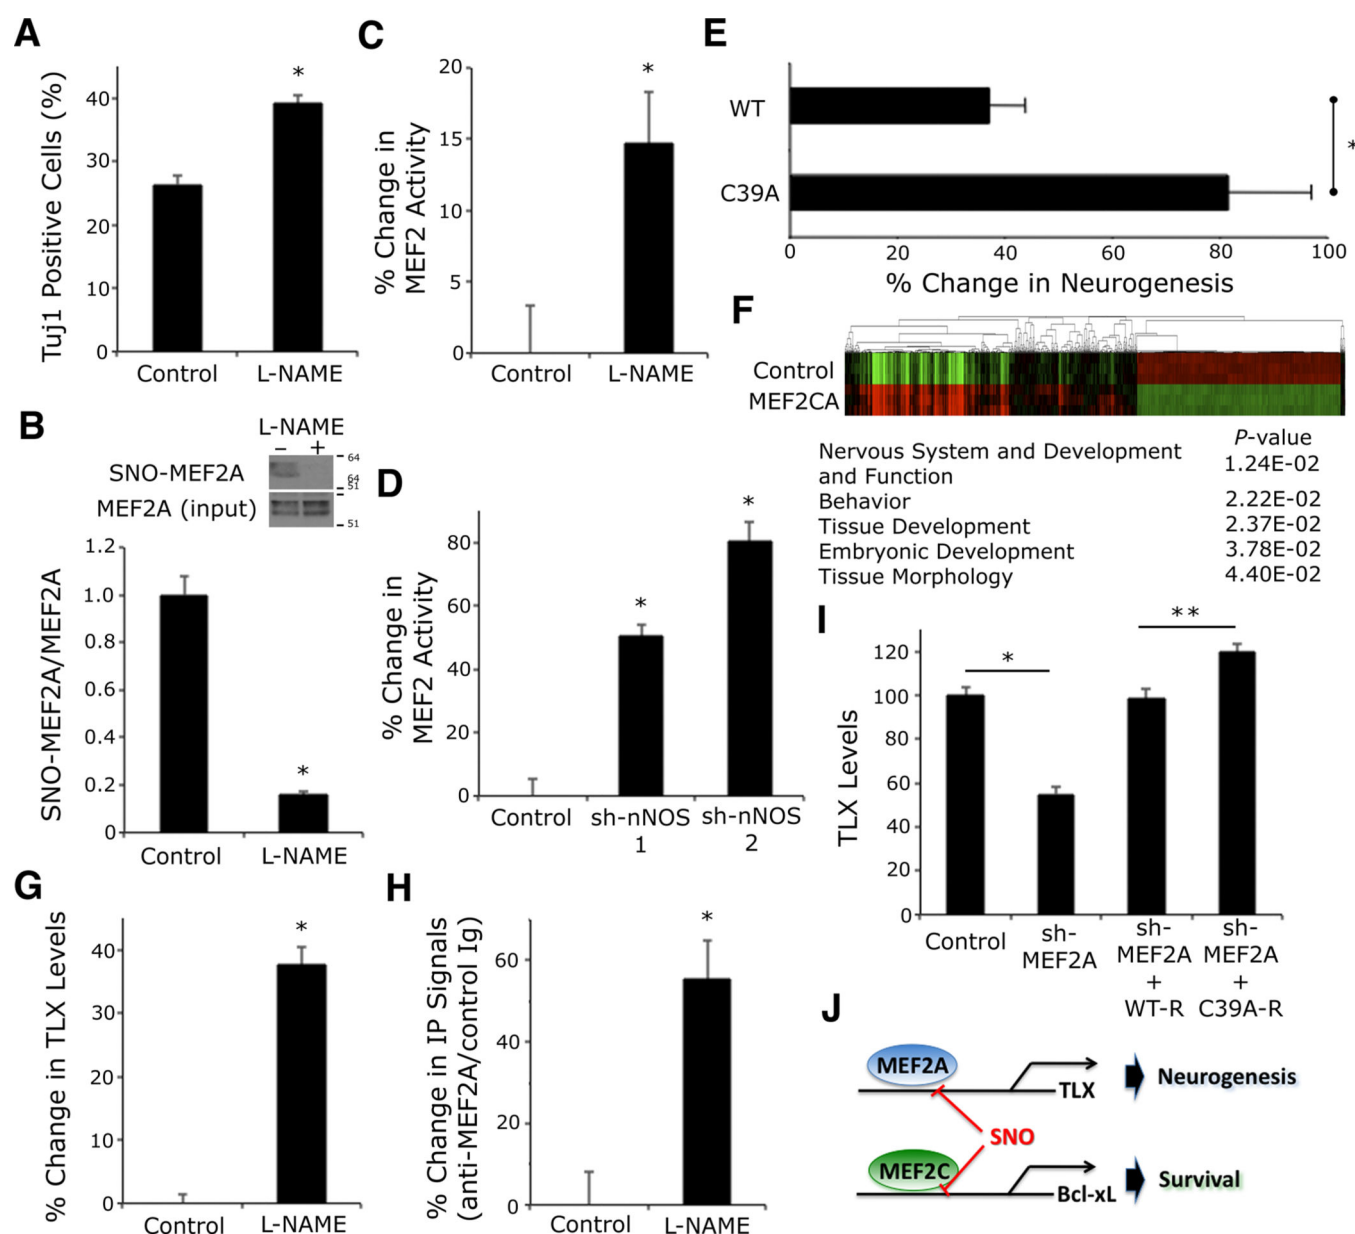 A
Tuj1 Positive Cells (%)
40
30
20
10
0
*
Control
L-NAME
B
L-NAME
− +
SNO-MEF2A
MEF2A (input)
64
64
51
51
SNO-MEF2A/MEF2A
1.2
1.0
0.8
0.6
0.4
0.2
0
*
Control
L-NAME
C
% Change in
MEF2 Activity
20
15
10
5
0
*
Control
L-NAME
D
% Change in
MEF2 Activity
80
60
40
20
0
*
*
Control
sh-nNOS
1
sh-nNOS
2
E
WT
C39A
*
0 20 40 60 80 100
% Change in Neurogenesis
F
Control
MEF2CA
P-value
Nervous System and Development
and Function 1.24E-02
Behavior 2.22E-02
Tissue Development 2.37E-02
Embryonic Development 3.78E-02
Tissue Morphology 4.40E-02
G
% Change in TLX Levels
40
30
20
10
0
*
Control
L-NAME
H
% Change in IP Signals
(anti-MEF2A/control Ig)
60
40
20
0
*
Control
L-NAME
I
TLX Levels
120
100
80
60
40
20
0
*
**
Control
sh-
MEF2A
sh-
MEF2A
+
WT-R
sh-
MEF2A
+
C39A-R
J
MEF2A
TLX
Neurogenesis
SNO
MEF2C
Bcl-xL
Survival